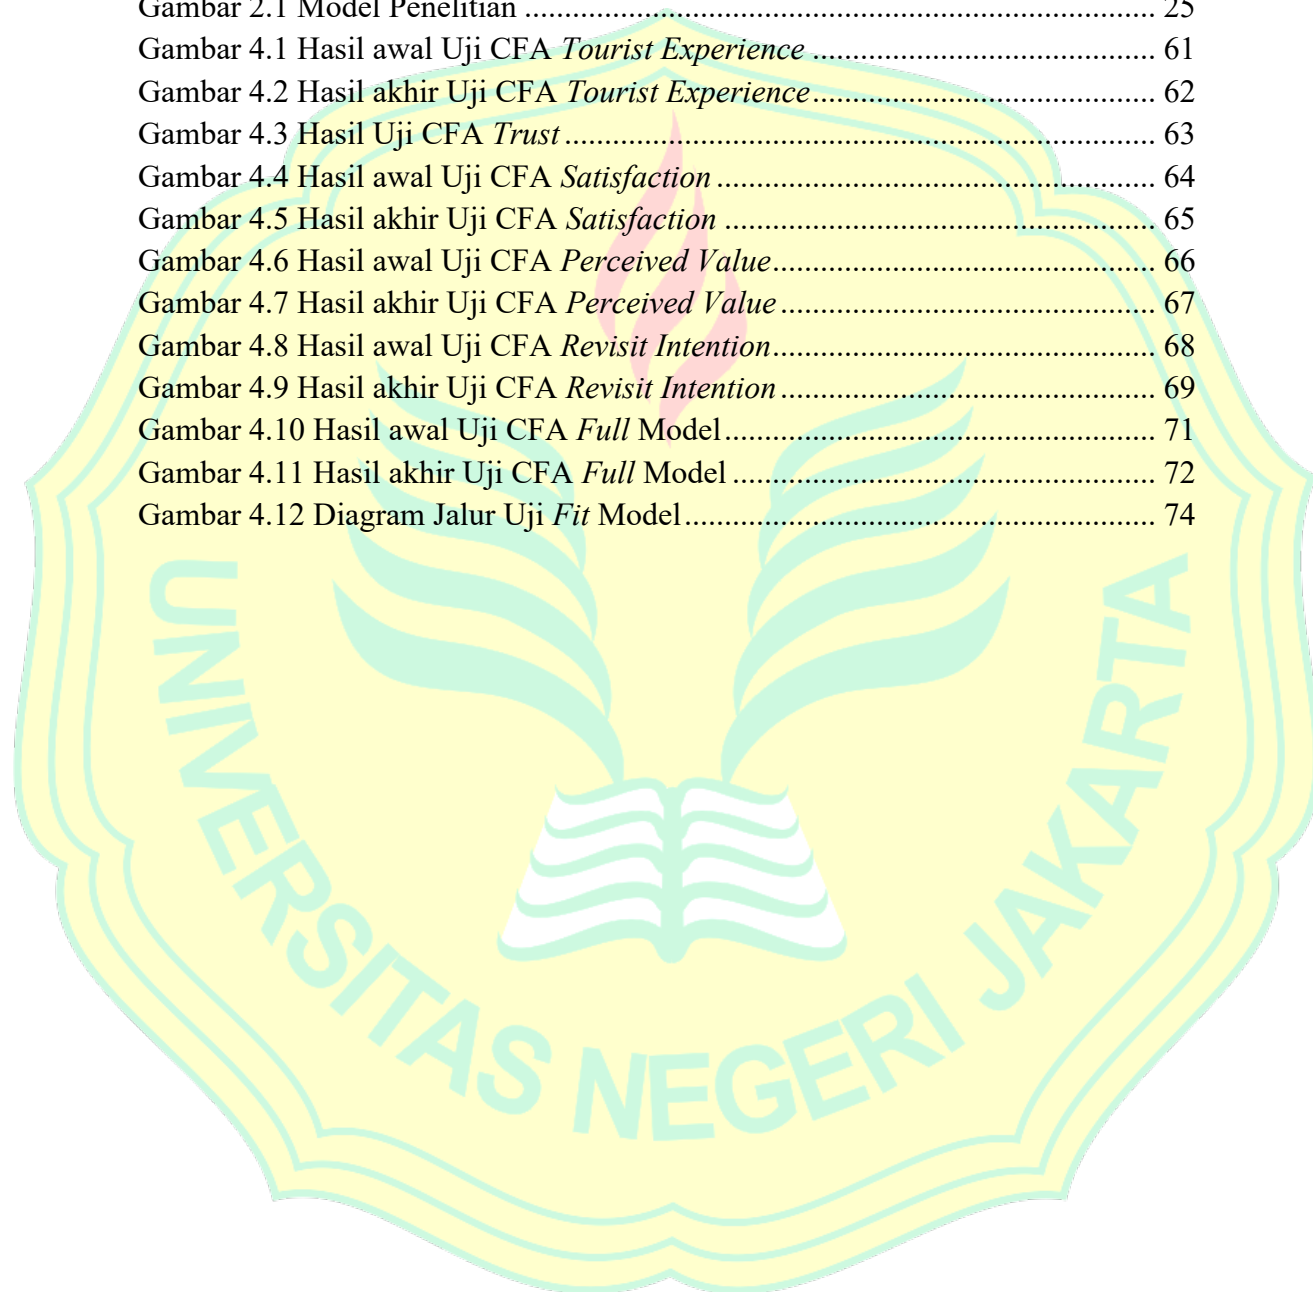 Gambar 2.1 Model Penelitian ............................................................................... 25
Gambar 4.1 Hasil awal Uji CFA Tourist Experience ........................................... 61
Gambar 4.2 Hasil akhir Uji CFA Tourist Experience........................................... 62
Gambar 4.3 Hasil Uji CFA Trust .......................................................................... 63
Gambar 4.4 Hasil awal Uji CFA Satisfaction ....................................................... 64
Gambar 4.5 Hasil akhir Uji CFA Satisfaction ...................................................... 65
Gambar 4.6 Hasil awal Uji CFA Perceived Value................................................ 66
Gambar 4.7 Hasil akhir Uji CFA Perceived Value ............................................... 67
Gambar 4.8 Hasil awal Uji CFA Revisit Intention................................................ 68
Gambar 4.9 Hasil akhir Uji CFA Revisit Intention ............................................... 69
Gambar 4.10 Hasil awal Uji CFA Full Model...................................................... 71
Gambar 4.11 Hasil akhir Uji CFA Full Model ..................................................... 72
Gambar 4.12 Diagram Jalur Uji Fit Model........................................................... 74
UNIVERSITAS NEGERI JAKARTA